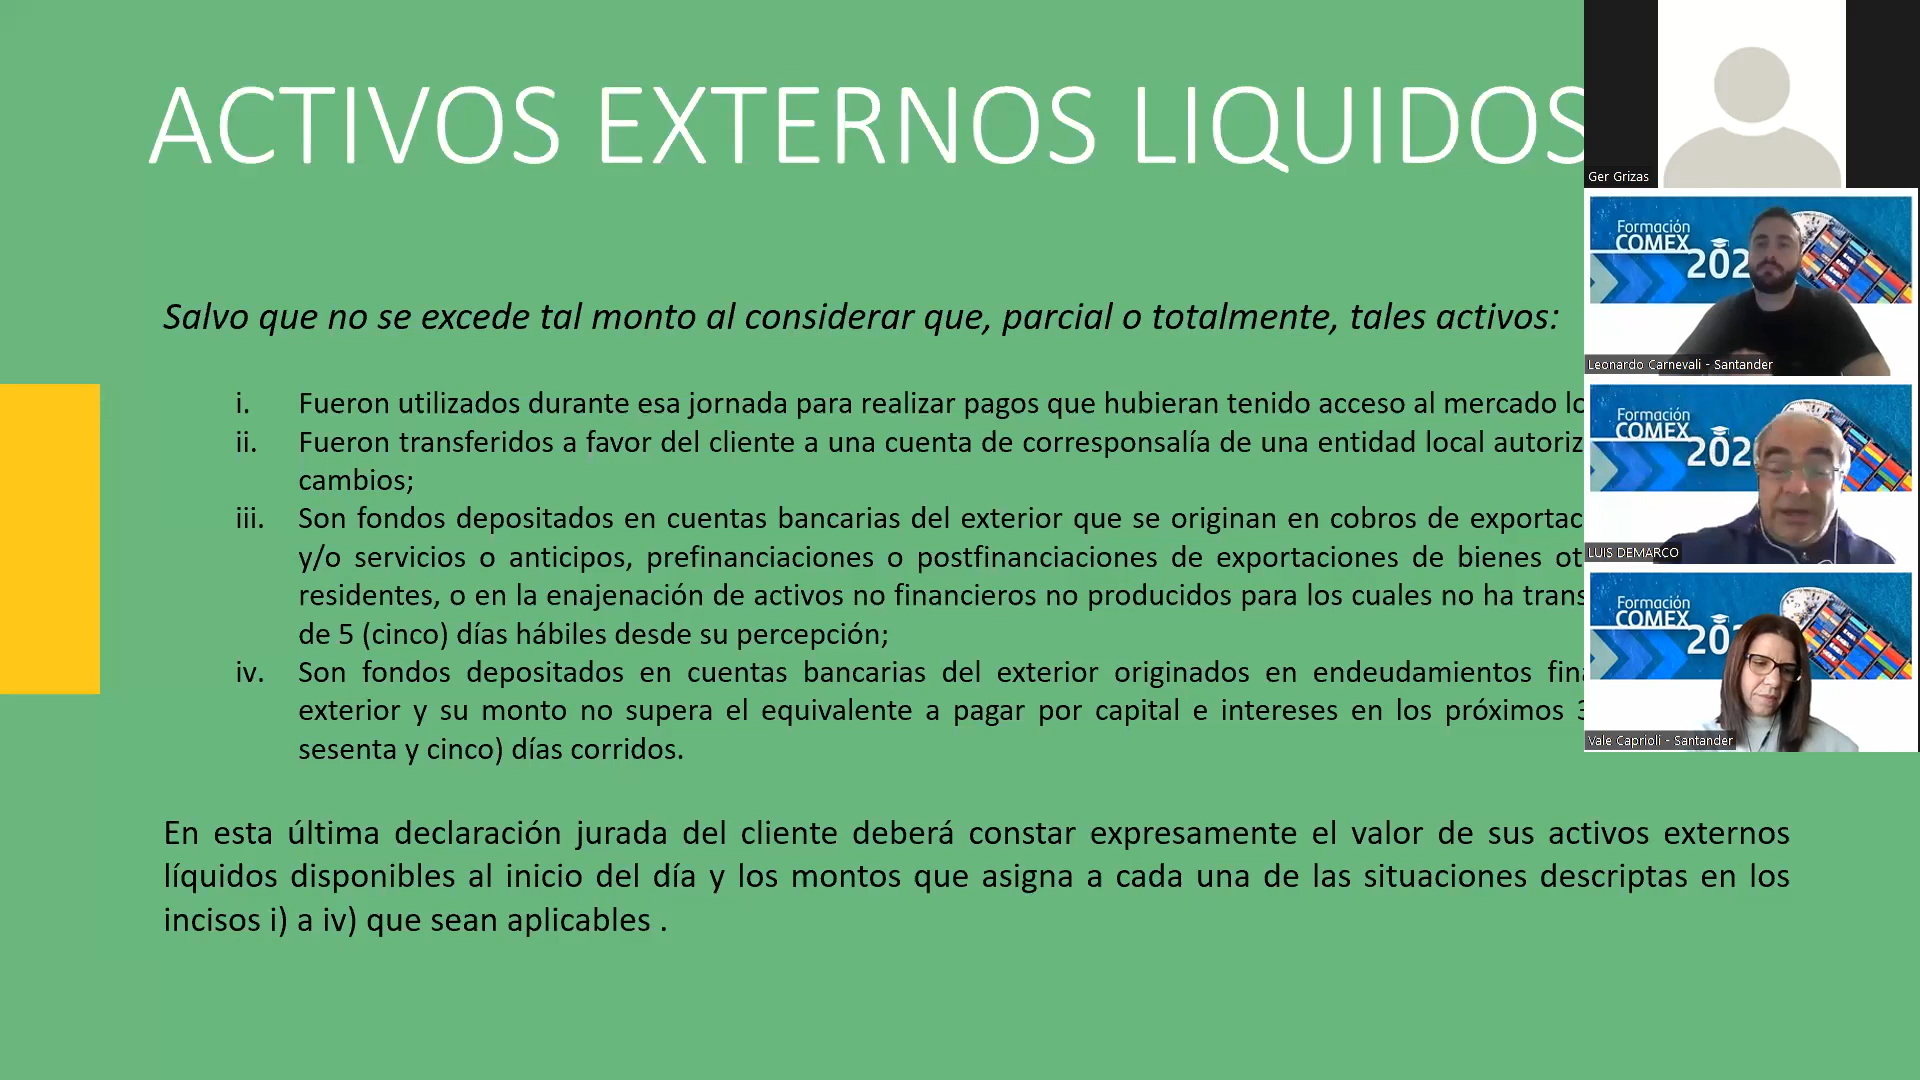 ACTIVOS EXTERNOS LIQUIDOS
Salvo que no se excede tal monto al considerar que, parcial o totalmente, tales activos:
i. Fueron utilizados durante esa jornada para realizar pagos que hubieran tenido acceso al mercado
ii. Fueron transferidos a favor del cliente a una cuenta de corresponsalía de una entidad local
cambios;
iii. Son fondos depositados en cuentas bancarias del exterior que se originan en cobros de
y/o servicios o anticipos, prefinanciaciones o postfinanciaciones de exportaciones de bienes
residentes, o en la enajenación de activos no financieros no producidos para los cuales no ha
de 5 (cinco) días hábiles desde su percepción;
iv. Son fondos depositados en cuentas bancarias del exterior originados en endeudamientos
exterior y su monto no supera el equivalente a pagar por capital e intereses en los próximos
sesenta y cinco) días corridos.
En esta última declaración jurada del cliente deberá constar expresamente el valor de sus activos externos
líquidos disponibles al inicio del día y los montos que asigna a cada una de las situaciones descriptas en los
incisos i) a iv) que sean aplicables .
Ger Grizas
Formación
COMEX
Leonardo Carnevali - Santander
Formación
COMEX
LUIS DEMARCO
Formación
COMEX
Vale Caprioli - Santander